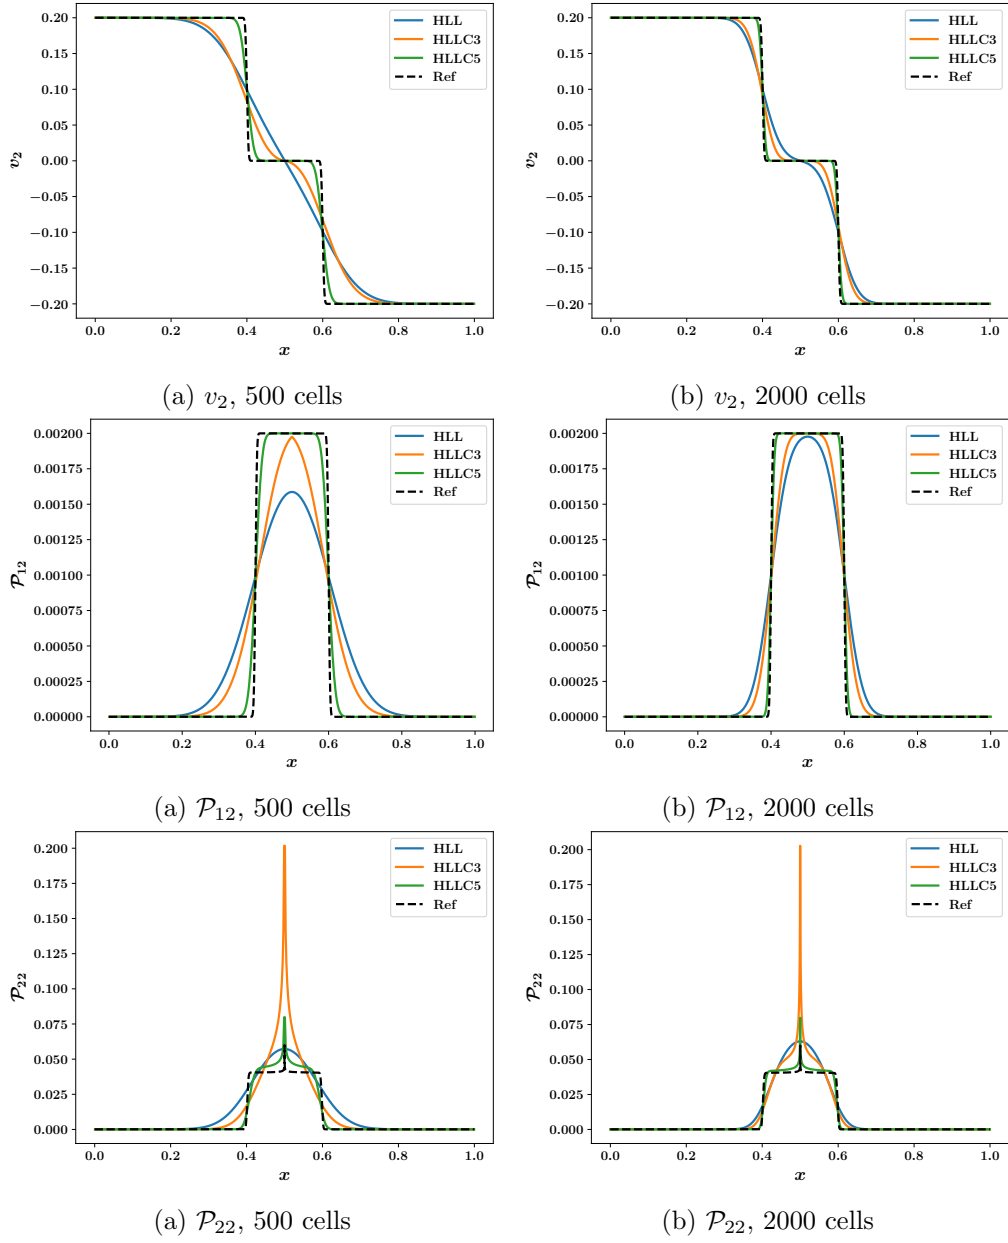 0.20
0.15
0.10
0.05
0.00
−0.05
−0.10
−0.15
−0.20
v₂
0.0 0.2 0.4 0.6 0.8 1.0
x
HLL
HLLC3
HLLC5
Ref
(a) v₂, 500 cells
0.20
0.15
0.10
0.05
0.00
−0.05
−0.10
−0.15
−0.20
v₂
0.0 0.2 0.4 0.6 0.8 1.0
x
HLL
HLLC3
HLLC5
Ref
(b) v₂, 2000 cells
0.00200
0.00175
0.00150
0.00125
0.00100
0.00075
0.00050
0.00025
0.00000
𝒫₁₂
0.0 0.2 0.4 0.6 0.8 1.0
x
HLL
HLLC3
HLLC5
Ref
(a) 𝒫₁₂, 500 cells
0.00200
0.00175
0.00150
0.00125
0.00100
0.00075
0.00050
0.00025
0.00000
𝒫₁₂
0.0 0.2 0.4 0.6 0.8 1.0
x
HLL
HLLC3
HLLC5
Ref
(b) 𝒫₁₂, 2000 cells
0.200
0.175
0.150
0.125
0.100
0.075
0.050
0.025
0.000
𝒫₂₂
0.0 0.2 0.4 0.6 0.8 1.0
x
HLL
HLLC3
HLLC5
Ref
(a) 𝒫₂₂, 500 cells
0.200
0.175
0.150
0.125
0.100
0.075
0.050
0.025
0.000
𝒫₂₂
0.0 0.2 0.4 0.6 0.8 1.0
x
HLL
HLLC3
HLLC5
Ref
(b) 𝒫₂₂, 2000 cells